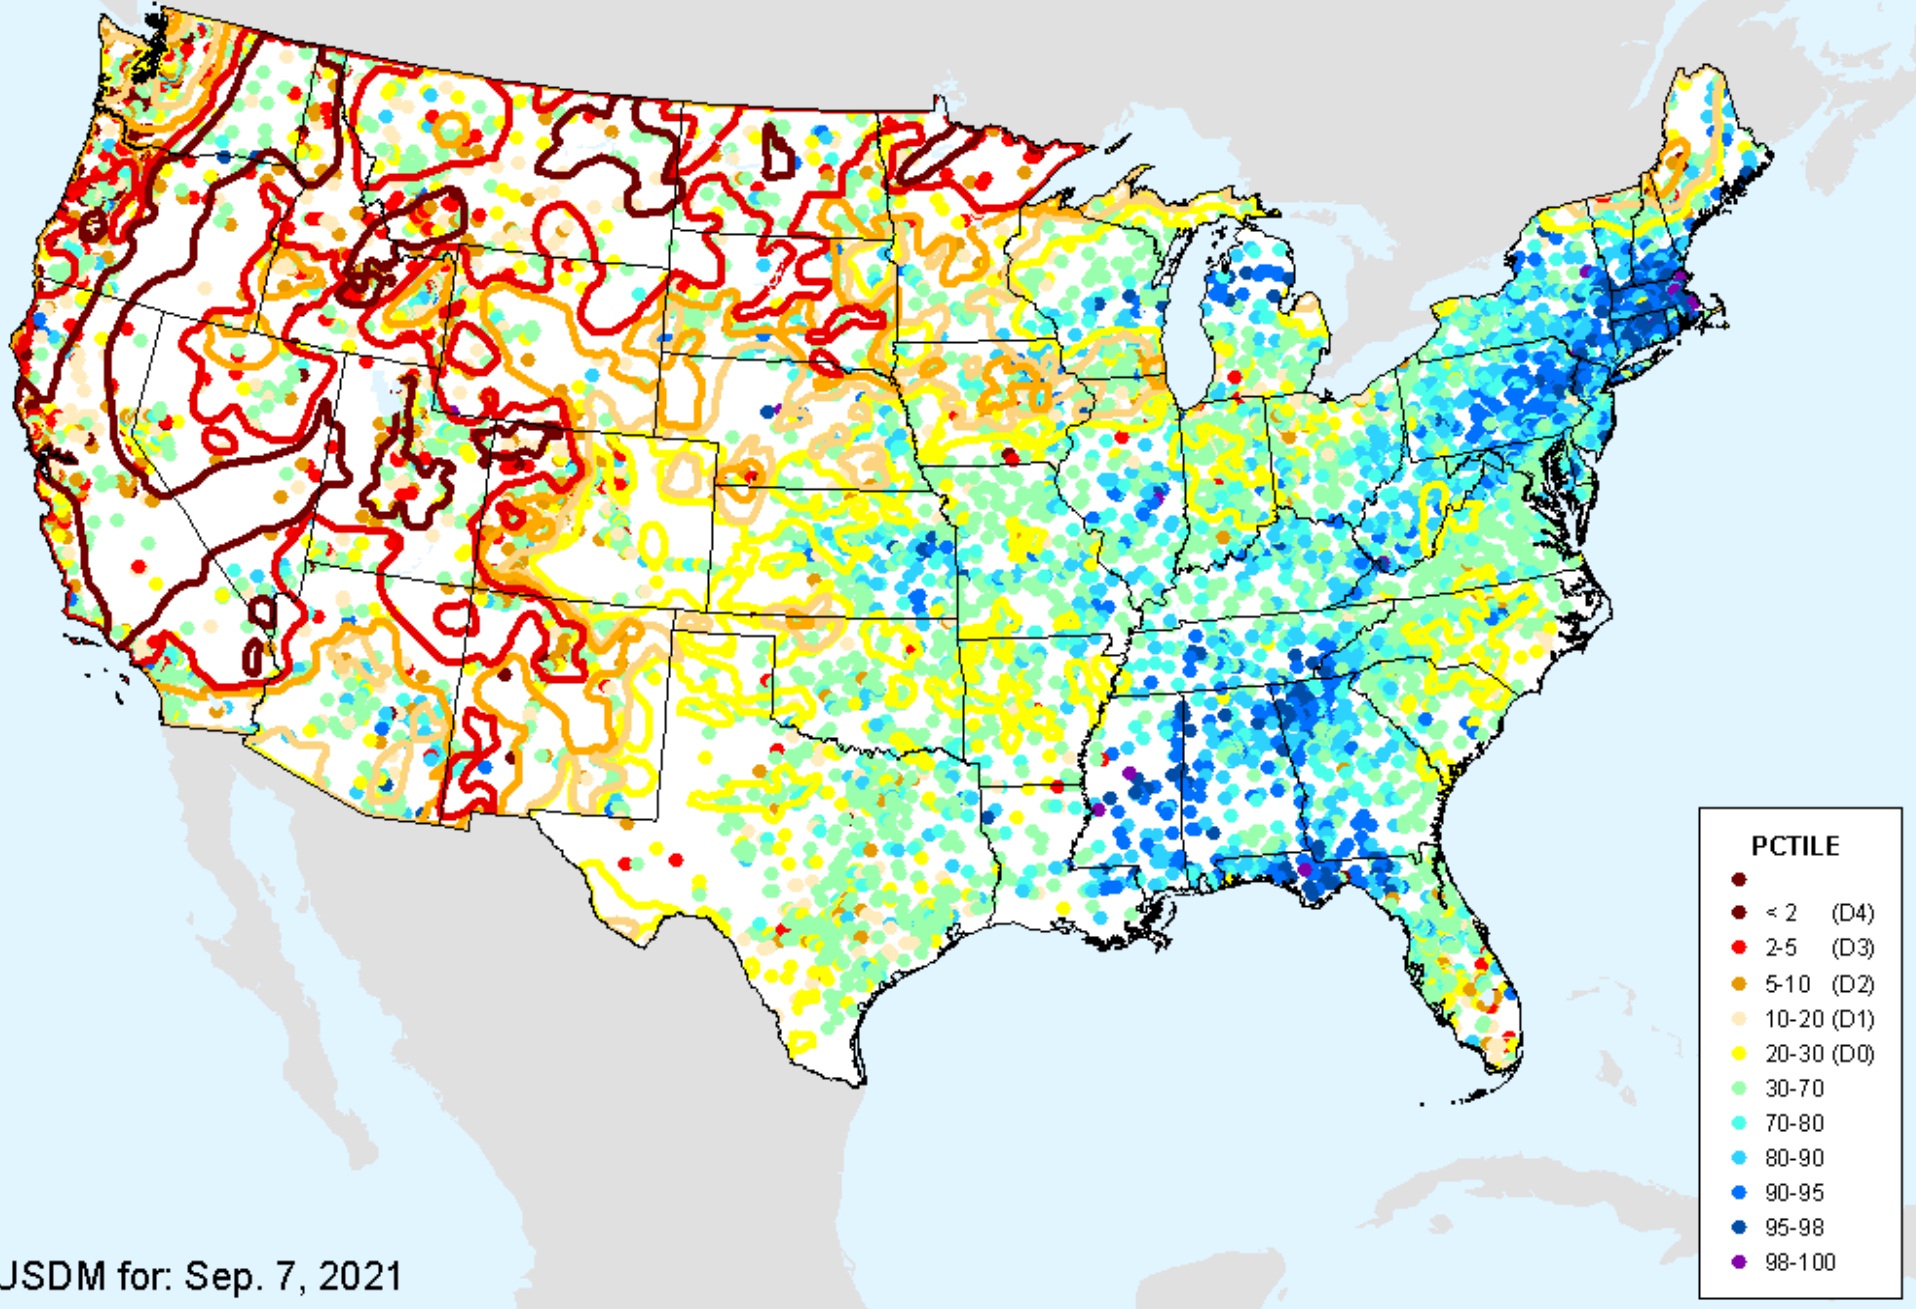 PCTILE
< 2 (D4)
2-5 (D3)
5-10 (D2)
10-20 (D1)
20-30 (D0)
30-70
70-80
80-90
90-95
95-98
98-100
USDM for: Sep. 7, 2021